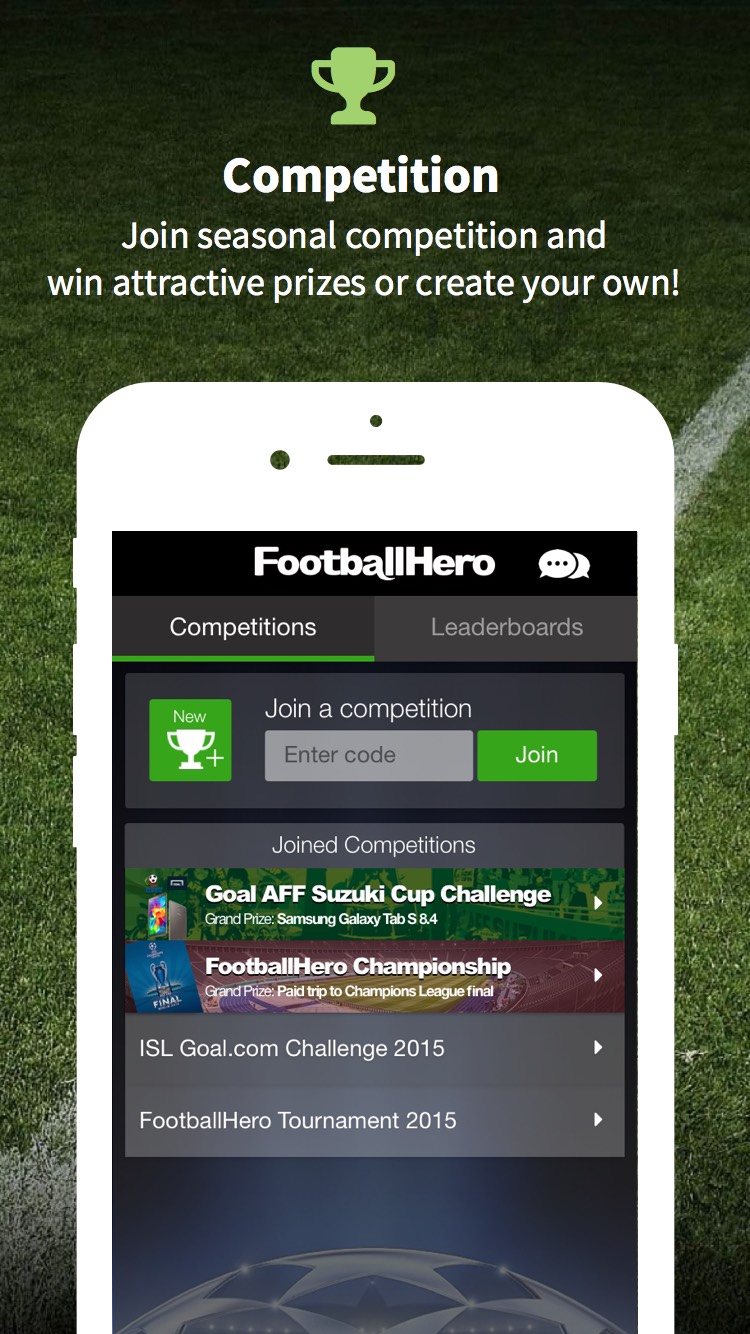 Competition
Join seasonal competition and
win attractive prizes or create your own!
FootballHero
Competitions
Leaderboards
New
Join a competition
Enter code
Join
Joined Competitions
Goal AFF Suzuki Cup Challenge
Grand Prize: Samsung Galaxy Tab S 8.4
FootballHero Championship
Grand Prize: Paid trip to Champions League final
FINAL
ISL Goal.com Challenge 2015
FootballHero Tournament 2015